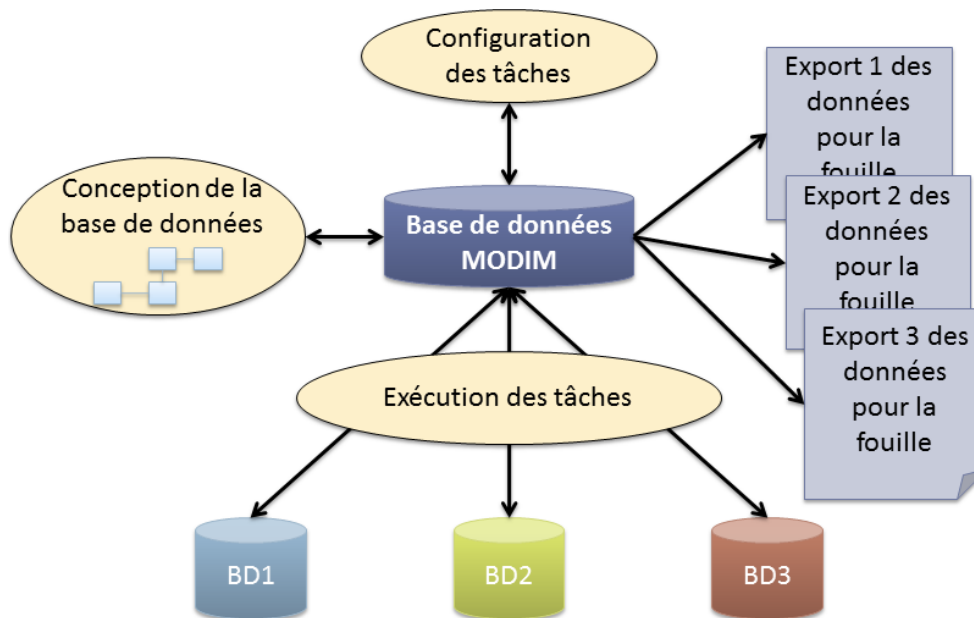 Configuration
des tâches
Export 1 des
données
pour la
fouille
Conception de la
base de données
Base de données
MODIM
Export 2 des
données
pour la
fouille
Export 3 des
données
pour la
fouille
Exécution des tâches
BD1
BD2
BD3